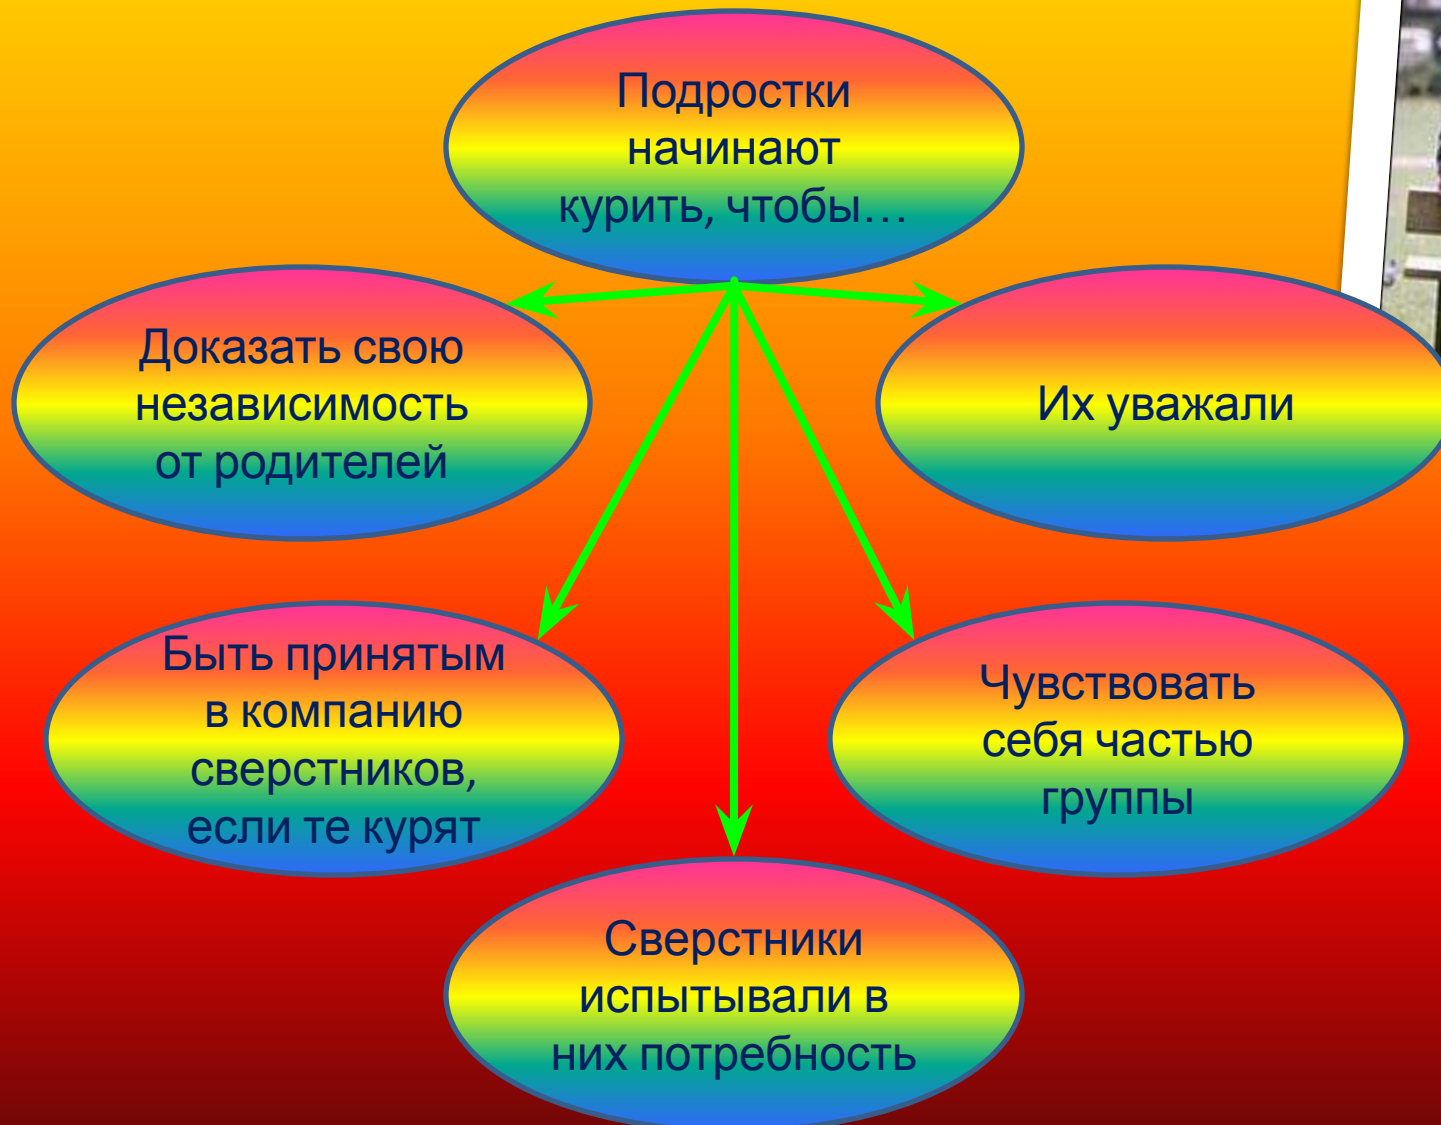 Подростки
начинают
курить, чтобы…
Доказать свою
независимость
от родителей
Их уважали
Быть принятым
в компанию
сверстников,
если те курят
Чувствовать
себя частью
группы
Сверстники
испытывали в
них потребность